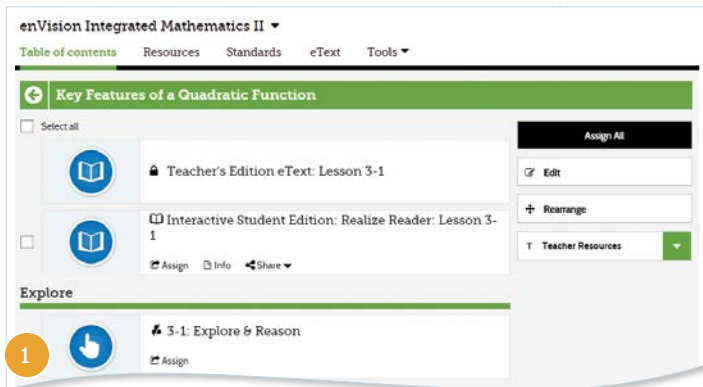 enVision Integrated Mathematics II
Table of contents Resources Standards eText Tools
Key Features of a Quadratic Function
Select all
Assign All
Teacher's Edition eText: Lesson 3-1
Edit
Rearrange
Interactive Student Edition: Realize Reader: Lesson 3-
1
T Teacher Resources
Assign Info Share
Explore
3-1: Explore & Reason
Assign
1